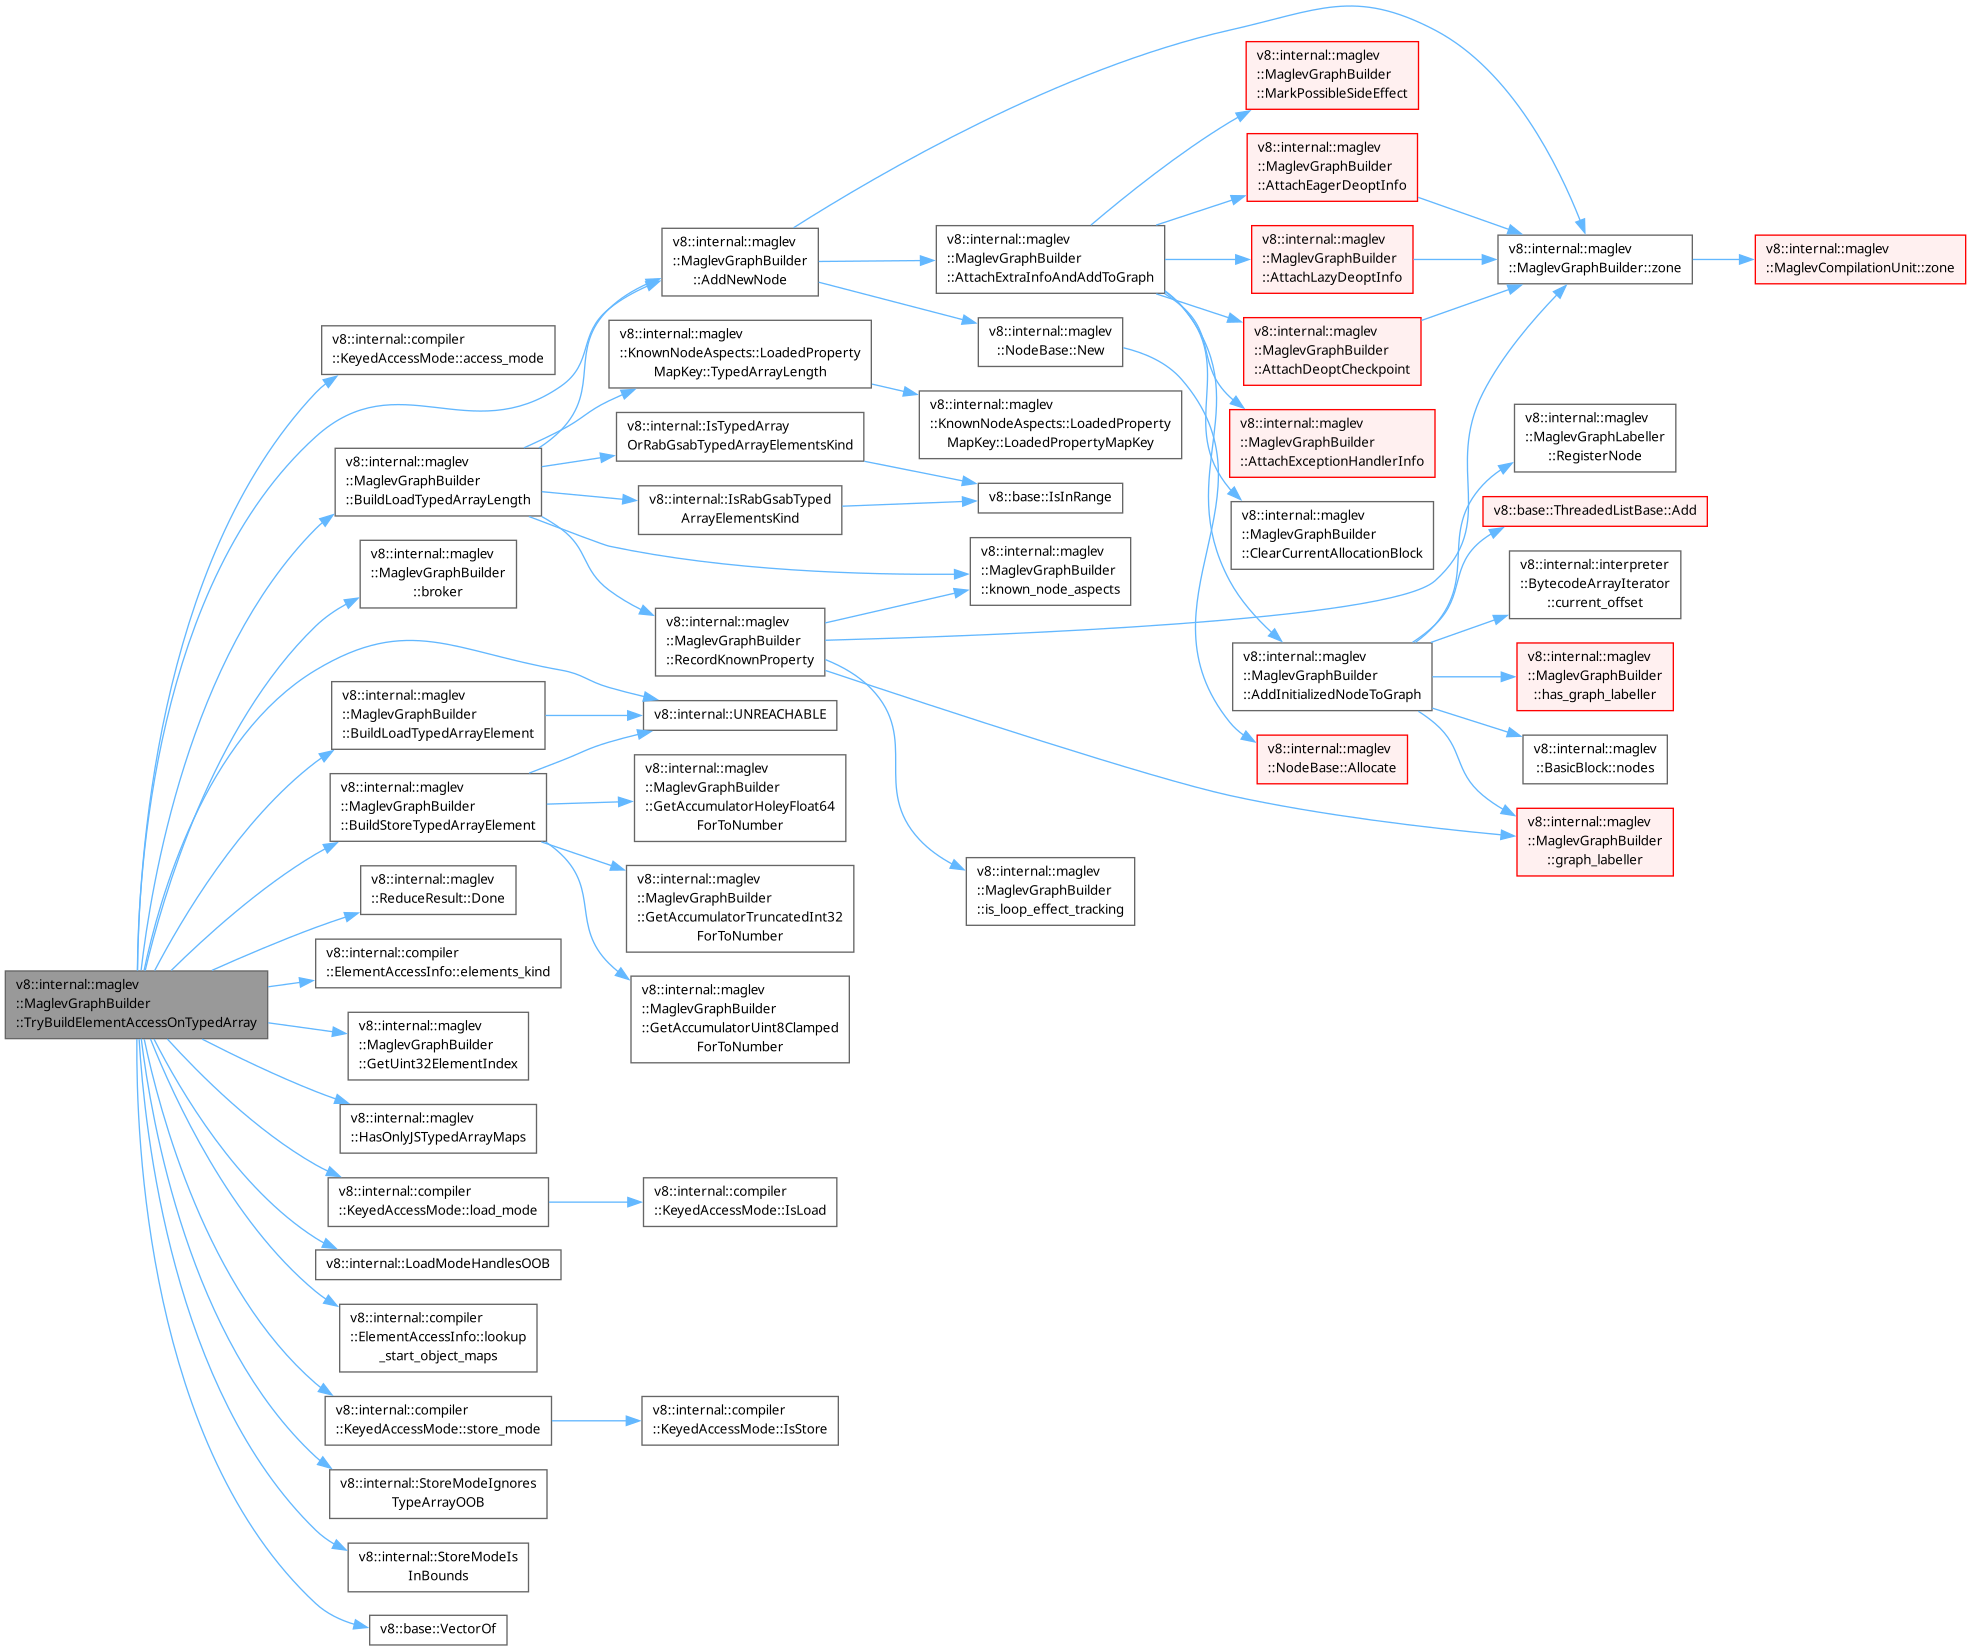 v8::internal::maglev
::MaglevGraphBuilder
::TryBuildElementAccessOnTypedArray
v8::internal::compiler
::KeyedAccessMode::access_mode
v8::internal::maglev
::MaglevGraphBuilder
::BuildLoadTypedArrayLength
v8::internal::maglev
::MaglevGraphBuilder
::broker
v8::internal::maglev
::MaglevGraphBuilder
::BuildLoadTypedArrayElement
v8::internal::maglev
::MaglevGraphBuilder
::BuildStoreTypedArrayElement
v8::internal::maglev
::ReduceResult::Done
v8::internal::compiler
::ElementAccessInfo::elements_kind
v8::internal::maglev
::MaglevGraphBuilder
::GetUint32ElementIndex
v8::internal::maglev
::HasOnlyJSTypedArrayMaps
v8::internal::compiler
::KeyedAccessMode::load_mode
v8::internal::LoadModeHandlesOOB
v8::internal::compiler
::ElementAccessInfo::lookup
_start_object_maps
v8::internal::compiler
::KeyedAccessMode::store_mode
v8::internal::StoreModeIgnores
TypeArrayOOB
v8::internal::StoreModeIs
InBounds
v8::base::VectorOf
v8::internal::maglev
::MaglevGraphBuilder
::AddNewNode
v8::internal::maglev
::KnownNodeAspects::LoadedProperty
MapKey::TypedArrayLength
v8::internal::IsTypedArray
OrRabGsabTypedArrayElementsKind
v8::internal::IsRabGsabTyped
ArrayElementsKind
v8::internal::maglev
::MaglevGraphBuilder
::RecordKnownProperty
v8::internal::UNREACHABLE
v8::internal::maglev
::MaglevGraphBuilder
::GetAccumulatorHoleyFloat64
ForToNumber
v8::internal::maglev
::MaglevGraphBuilder
::GetAccumulatorTruncatedInt32
ForToNumber
v8::internal::maglev
::MaglevGraphBuilder
::GetAccumulatorUint8Clamped
ForToNumber
v8::internal::compiler
::KeyedAccessMode::IsLoad
v8::internal::compiler
::KeyedAccessMode::IsStore
v8::internal::maglev
::MaglevGraphBuilder
::AttachExtraInfoAndAddToGraph
v8::internal::maglev
::NodeBase::New
v8::internal::maglev
::KnownNodeAspects::LoadedProperty
MapKey::LoadedPropertyMapKey
v8::base::IsInRange
v8::internal::maglev
::MaglevGraphBuilder
::known_node_aspects
v8::internal::maglev
::MaglevGraphBuilder
::is_loop_effect_tracking
v8::internal::maglev
::MaglevGraphBuilder
::MarkPossibleSideEffect
v8::internal::maglev
::MaglevGraphBuilder
::AttachEagerDeoptInfo
v8::internal::maglev
::MaglevGraphBuilder
::AttachLazyDeoptInfo
v8::internal::maglev
::MaglevGraphBuilder
::AttachDeoptCheckpoint
v8::internal::maglev
::MaglevGraphBuilder
::AttachExceptionHandlerInfo
v8::internal::maglev
::MaglevGraphBuilder
::ClearCurrentAllocationBlock
v8::internal::maglev
::MaglevGraphBuilder
::AddInitializedNodeToGraph
v8::internal::maglev
::NodeBase::Allocate
v8::internal::maglev
::MaglevGraphBuilder::zone
v8::internal::maglev
::MaglevGraphLabeller
::RegisterNode
v8::base::ThreadedListBase::Add
v8::internal::interpreter
::BytecodeArrayIterator
::current_offset
v8::internal::maglev
::MaglevGraphBuilder
::has_graph_labeller
v8::internal::maglev
::BasicBlock::nodes
v8::internal::maglev
::MaglevGraphBuilder
::graph_labeller
v8::internal::maglev
::MaglevCompilationUnit::zone